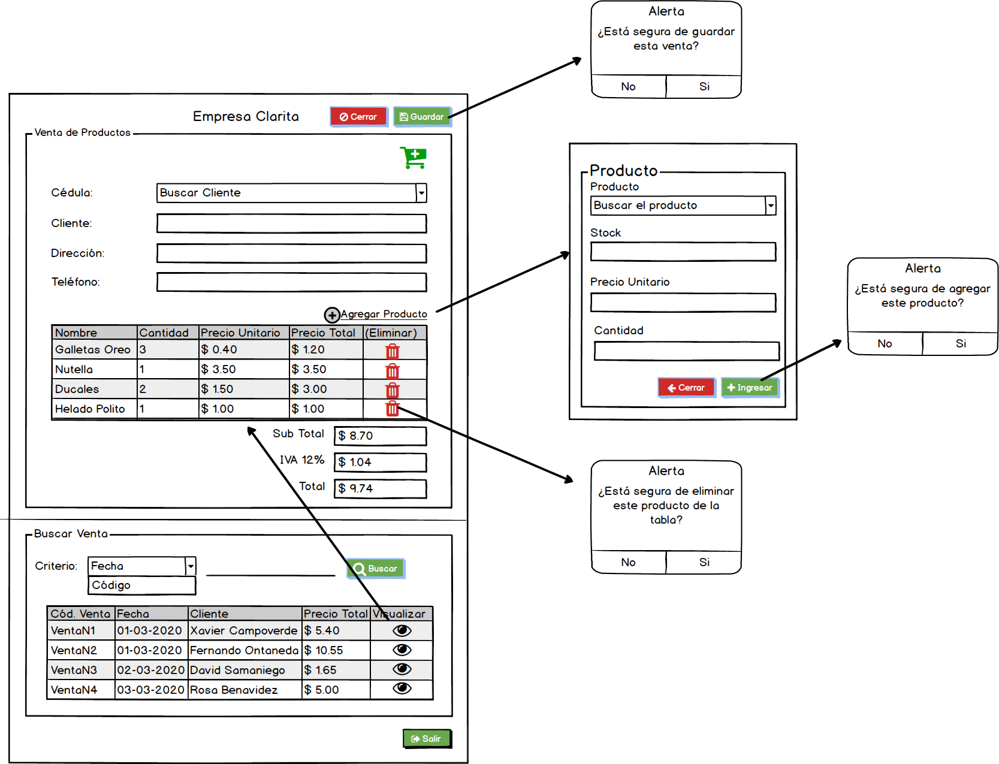 Alerta
¿Está segura de guardar
esta venta?
No Si
Empresa Clarita
Cerrar Guardar
Venta de Productos
Cédula: Buscar Cliente
Cliente:
Dirección:
Teléfono:
Agregar Producto
Nombre Cantidad Precio Unitario Precio Total (Eliminar)
Galletas Oreo 3 $ 0.40 $ 1.20
Nutella 1 $ 3.50 $ 3.50
Ducales 2 $ 1.50 $ 3.00
Helado Polito 1 $ 1.00 $ 1.00
Sub Total $ 8.70
IVA 12% $ 1.04
Total $ 9.74
Buscar Venta
Criterio: Fecha Buscar
Código
Cód. Venta Fecha Cliente Precio Total Visualizar
VentaN1 01-03-2020 Xavier Campoverde $ 5.40
VentaN2 01-03-2020 Fernando Ontaneda $ 10.55
VentaN3 02-03-2020 David Samaniego $ 1.65
VentaN4 03-03-2020 Rosa Benavidez $ 5.00
Salir
Producto
Producto
Buscar el producto
Stock
Precio Unitario
Cantidad
Cerrar Ingresar
Alerta
¿Está segura de agregar
este producto?
No Si
Alerta
¿Está segura de eliminar
este producto de la
tabla?
No Si